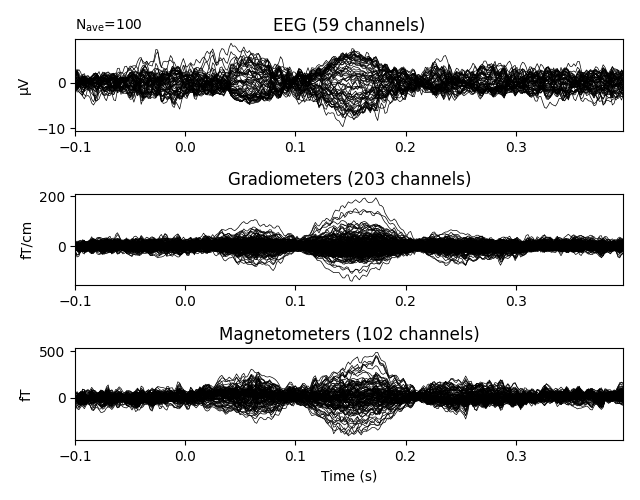 N_ave=100
EEG (59 channels)
µV
0
−10
−0.1 0.0 0.1 0.2 0.3
Gradiometers (203 channels)
fT/cm
200
0
−0.1 0.0 0.1 0.2 0.3
Magnetometers (102 channels)
fT
500
0
−0.1 0.0 0.1 0.2 0.3
Time (s)